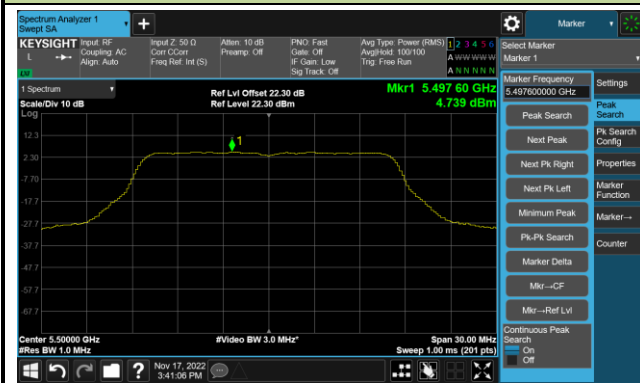 Spectrum Analyzer 1
Swept SA
+
Marker
KEYSIGHT
L
Input: RF
Coupling: AC
Align: Auto
Input Z: 50 Ω
Corr CCorr
Freq Ref: Int (S)
Atten: 10 dB
Preamp: Off
PNO: Fast
Gate: Off
IF Gain: Low
Sig Track: Off
Avg Type: Power (RMS)
Avg|Hold: 100/100
Trig: Free Run
1 2 3 4 5 6
A W W W W W
A N N N N N
Select Marker
Marker 1
1 Spectrum
Scale/Div 10 dB
Log
Ref Lvl Offset 22.30 dB
Ref Level 22.30 dBm
Mkr1 5.497 60 GHz
4.739 dBm
12.3
2.30
-7.70
-17.7
-27.7
-37.7
-47.7
-57.7
-67.7
1
Center 5.50000 GHz
#Res BW 1.0 MHz
#Video BW 3.0 MHz*
Span 30.00 MHz
Sweep 1.00 ms (201 pts)
Marker Frequency
5.497600000 GHz
Peak Search
Next Peak
Next Pk Right
Next Pk Left
Minimum Peak
Pk-Pk Search
Marker Delta
Mkr→CF
Mkr→Ref Lvl
Continuous Peak
Search
On
Off
Settings
Peak
Search
Pk Search
Config
Properties
Marker
Function
Marker→
Counter
?
Nov 17, 2022
3:41:06 PM